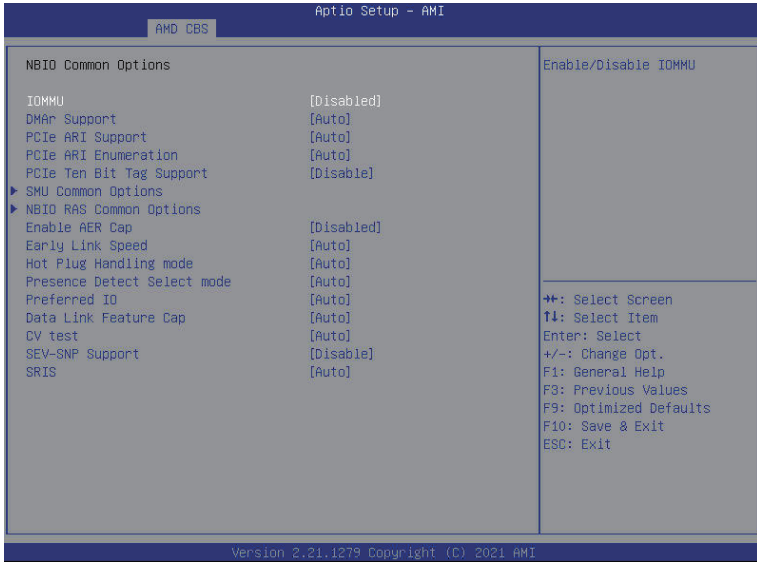 Aptio Setup – AMI
AMD CBS
NBIO Common Options
IOMMU [Disabled]
DMAr Support [Auto]
PCIe ARI Support [Auto]
PCIe ARI Enumeration [Auto]
PCIe Ten Bit Tag Support [Disable]
▶ SMU Common Options
▶ NBIO RAS Common Options
Enable AER Cap [Disabled]
Early Link Speed [Auto]
Hot Plug Handling mode [Auto]
Presence Detect Select mode [Auto]
Preferred IO [Auto]
Data Link Feature Cap [Auto]
CV test [Auto]
SEV-SNP Support [Disable]
SRIS [Auto]
Enable/Disable IOMMU
→←: Select Screen
↑↓: Select Item
Enter: Select
+/-: Change Opt.
F1: General Help
F3: Previous Values
F9: Optimized Defaults
F10: Save & Exit
ESC: Exit
Version 2.21.1279 Copyright (C) 2021 AMI